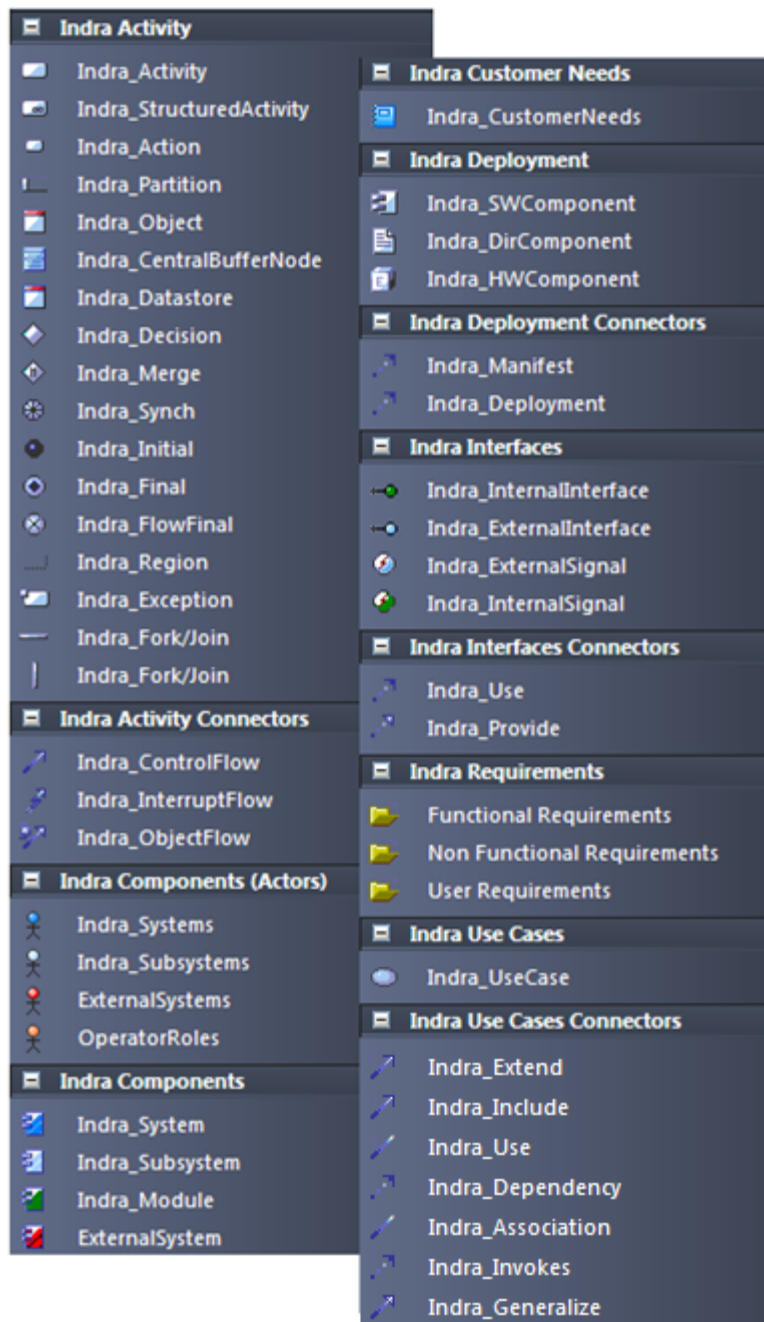 Indra Activity
Indra_Activity
Indra_StructuredActivity
Indra_Action
Indra_Partition
Indra_Object
Indra_CentralBufferNode
Indra_Datastore
Indra_Decision
Indra_Merge
Indra_Synch
Indra_Initial
Indra_Final
Indra_FlowFinal
Indra_Region
Indra_Exception
Indra_Fork/Join
Indra_Fork/Join
Indra Activity Connectors
Indra_ControlFlow
Indra_InterruptFlow
Indra_ObjectFlow
Indra Components (Actors)
Indra_Systems
Indra_Subsystems
ExternalSystems
OperatorRoles
Indra Components
Indra_System
Indra_Subsystem
Indra_Module
ExternalSystem
Indra Customer Needs
Indra_CustomerNeeds
Indra Deployment
Indra_SWComponent
Indra_DirComponent
Indra_HWComponent
Indra Deployment Connectors
Indra_Manifest
Indra_Deployment
Indra Interfaces
Indra_InternalInterface
Indra_ExternalInterface
Indra_ExternalSignal
Indra_InternalSignal
Indra Interfaces Connectors
Indra_Use
Indra_Provide
Indra Requirements
Functional Requirements
Non Functional Requirements
User Requirements
Indra Use Cases
Indra_UseCase
Indra Use Cases Connectors
Indra_Extend
Indra_Include
Indra_Use
Indra_Dependency
Indra_Association
Indra_Invokes
Indra_Generalize